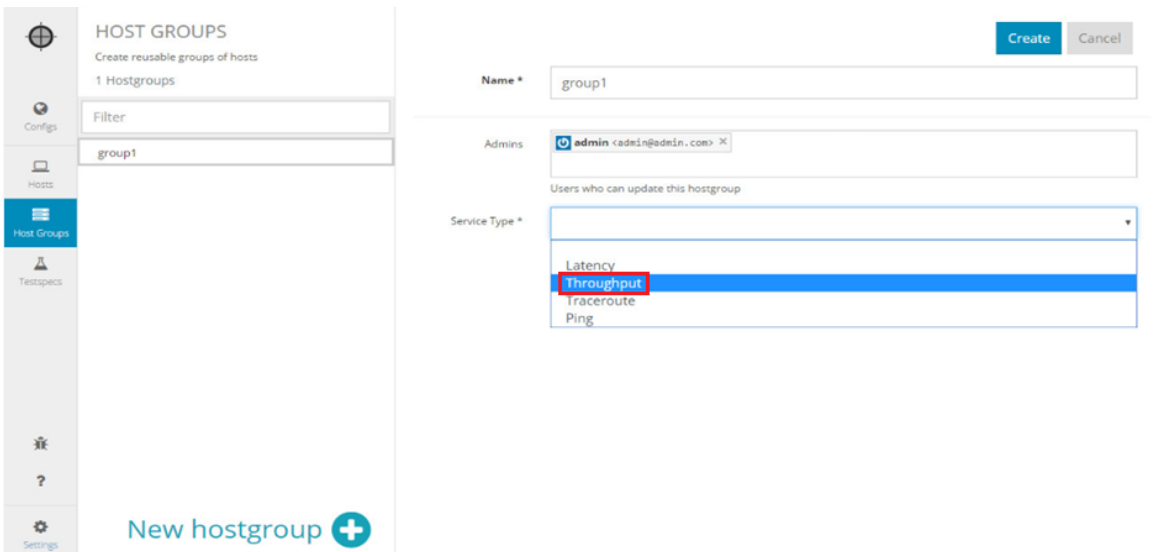 HOST GROUPS
Create reusable groups of hosts
1 Hostgroups
Filter
group1
Configs
Hosts
Host Groups
Testspecs
?
Settings
New hostgroup
Create
Cancel
Name *
group1
Admins
admin <admin@admin.com> ×
Users who can update this hostgroup
Service Type *
Latency
Throughput
Traceroute
Ping